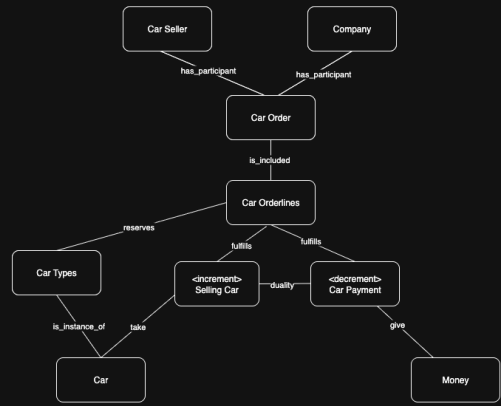 Car Seller
Company
has_participant
has_participant
Car Order
is_included
Car Orderlines
reserves
fulfills
fulfills
Car Types
<increment>
Selling Car
duality
<decrement>
Car Payment
is_instance_of
take
give
Car
Money